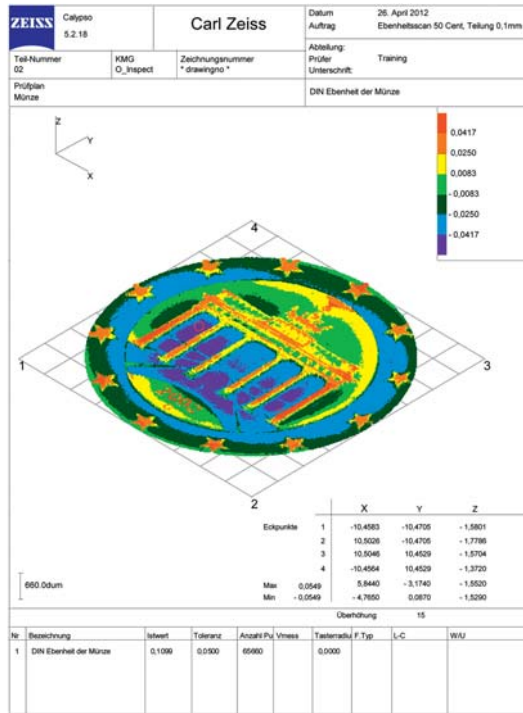 ZEISS
Calypso
5.2.18
Carl Zeiss
Datum 26. April 2012
Auftrag Ebenheitsscan 50 Cent, Teilung 0,1mm
Teil-Nummer
02
KMG
O_Inspect
Zeichnungsnummer
* drawingno *
Abteilung:
Prüfer Training
Unterschrift:
Prüfplan
Münze
DIN Ebenheit der Münze
Z
Y
X
0,0417
0,0250
0,0083
- 0,0083
- 0,0250
- 0,0417
4
1
3
2
X Y Z
Eckpunkte 1 -10,4583 -10,4705 - 1,5801
2 10,5026 -10,4705 - 1,7786
3 10,5046 10,4529 - 1,5704
4 -10,4564 10,4529 - 1,3720
660.0dum
Max 0,0549 5,8440 - 3,1740 - 1,5520
Min - 0,0549 - 4,7650 0,0870 - 1,5290
Überhöhung 15
Nr Bezeichnung Istwert Toleranz Anzahl Pu Vmess Tasterradiu F.Typ L-C W/U
1 DIN Ebenheit der Münze 0,1099 0,0500 65660 0,0000